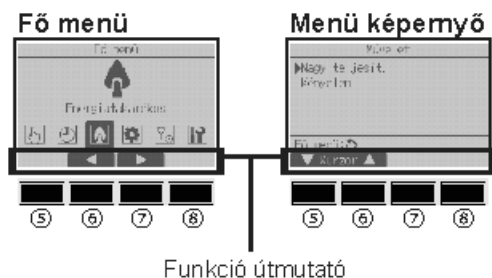 Fő menü
Fő menü
Energiatakarékos
⑤ ⑥ ⑦ ⑧
Menü képernyő
Művelet
Nagy teljesít.
Kényelem
Fő menü:
Kurzor
⑤ ⑥ ⑦ ⑧
Funkció útmutató